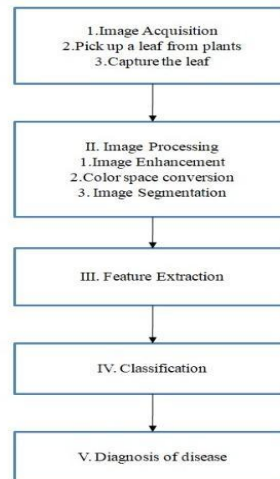 1.Image Acquisition
2.Pick up a leaf from plants
3.Capture the leaf
II. Image Processing
1.Image Enhancement
2.Color space conversion
3. Image Segmentation
III. Feature Extraction
IV. Classification
V. Diagnosis of disease